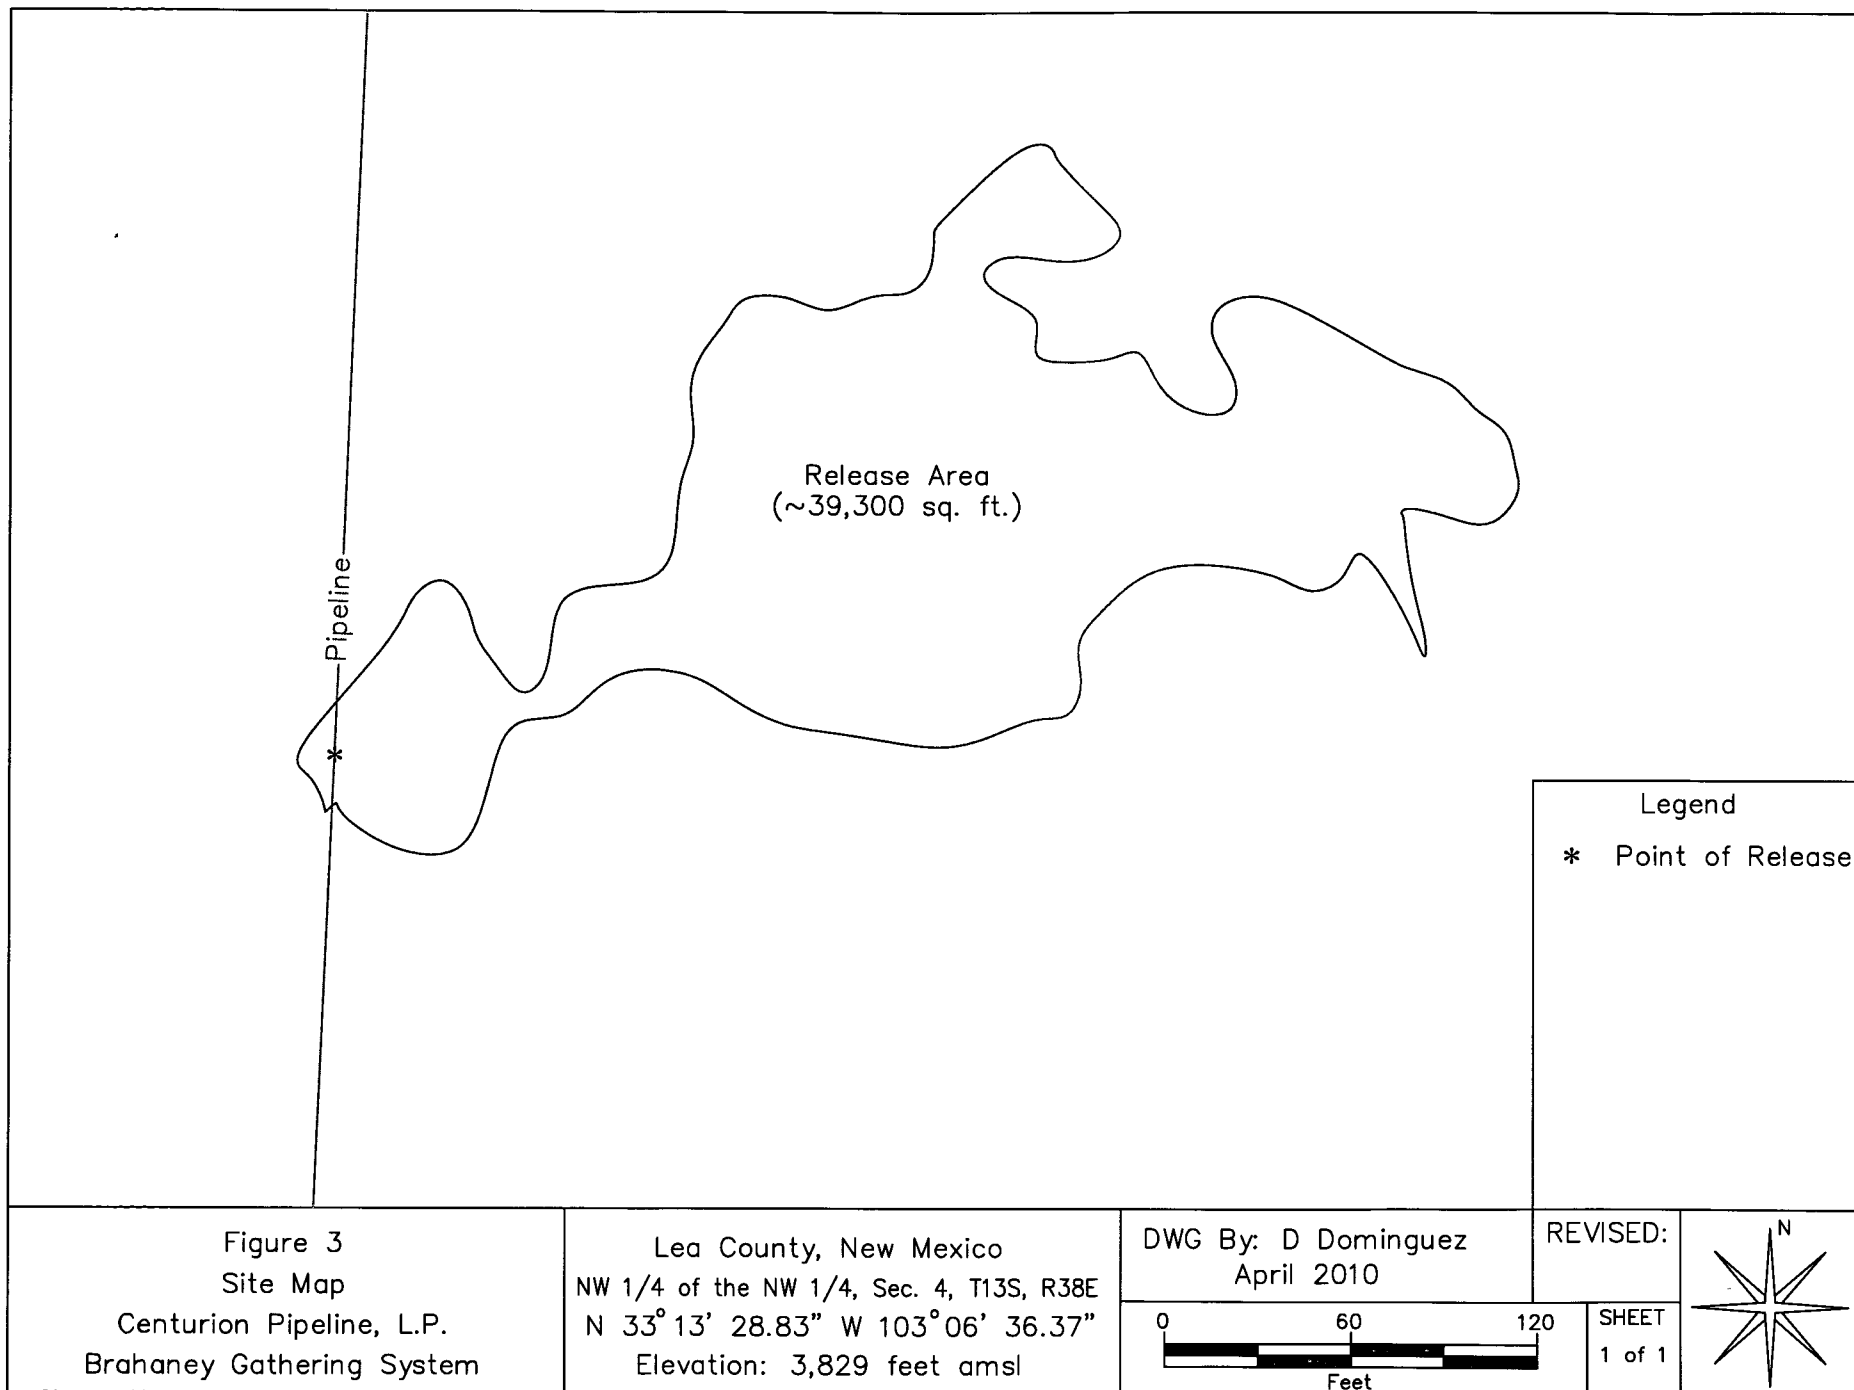 Release Area
(~39,300 sq. ft.)
Pipeline
*
Legend
* Point of Release
Figure 3
Site Map
Centurion Pipeline, L.P.
Brahaney Gathering System
Lea County, New Mexico
NW 1/4 of the NW 1/4, Sec. 4, T13S, R38E
N 33° 13' 28.83" W 103° 06' 36.37"
Elevation: 3,829 feet amsl
DWG By: D Dominguez
April 2010
REVISED:
0 60 120
Feet
SHEET
1 of 1
N